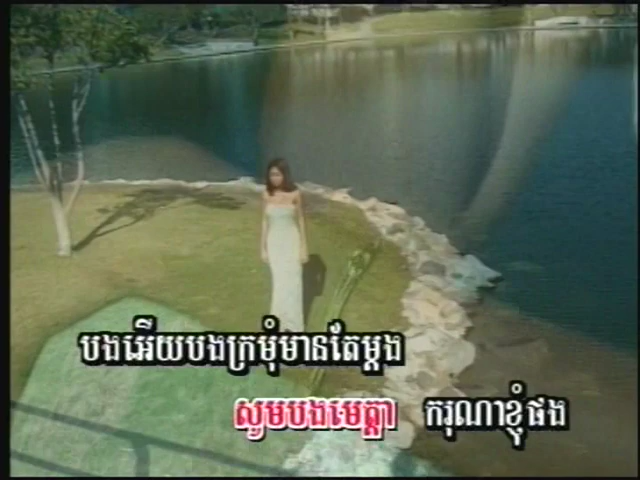 បងអើយបងក្រមុំមានតែម្ដង
សូមបងមេត្តា ករុណាខ្ញុំផង